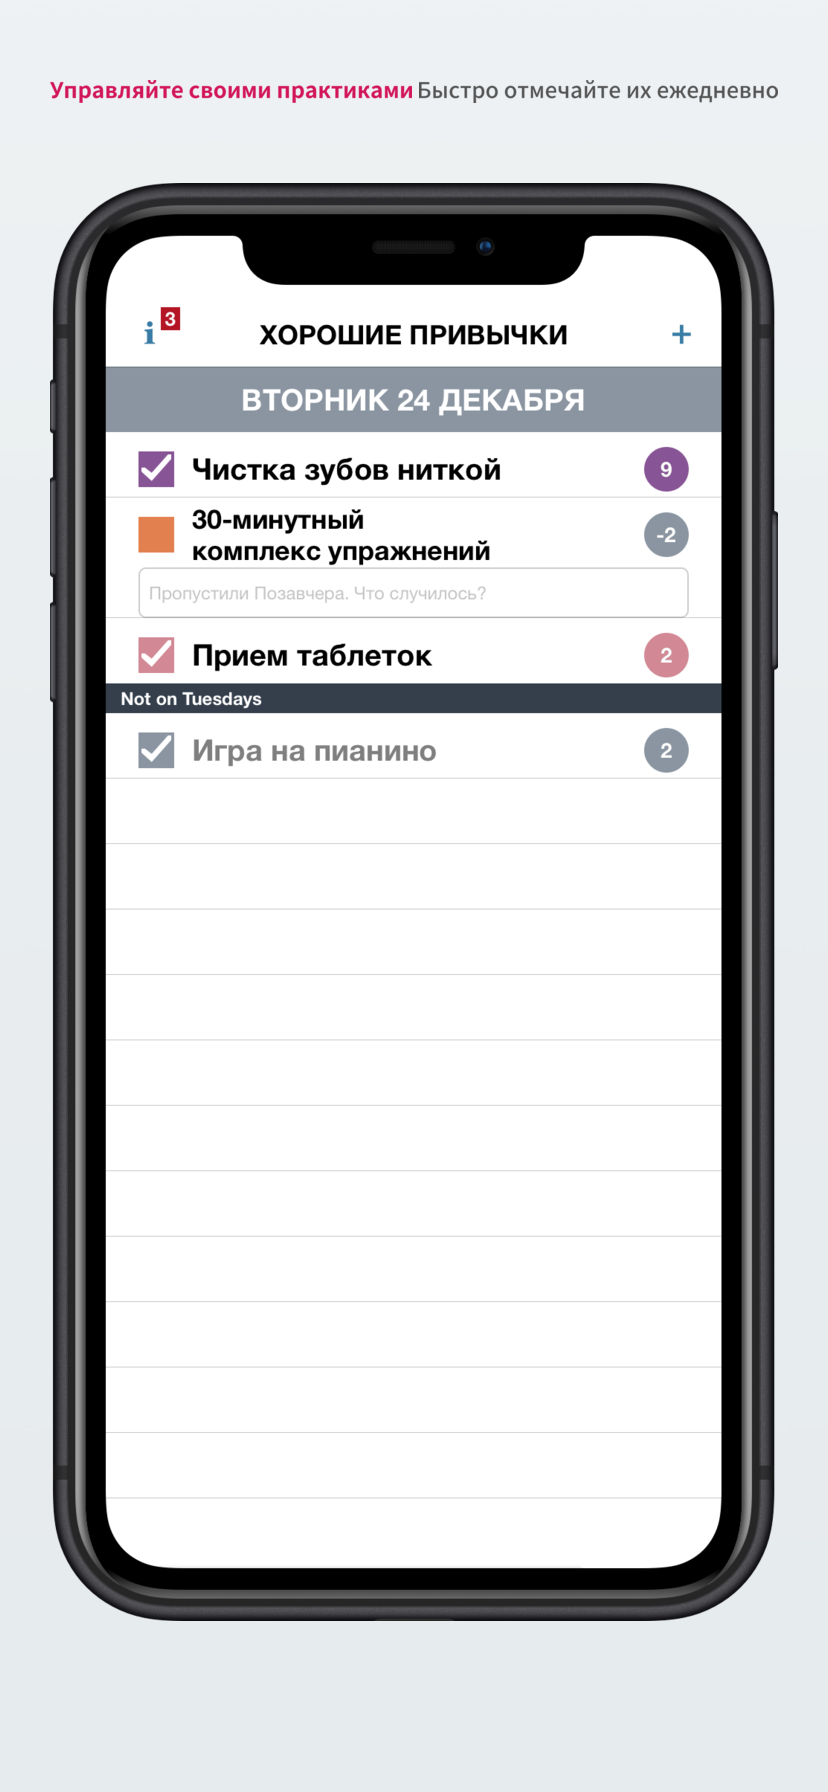 Управляйте своими практиками Быстро отмечайте их ежедневно
i 3
ХОРОШИЕ ПРИВЫЧКИ
+
ВТОРНИК 24 ДЕКАБРЯ
Чистка зубов ниткой 9
30-минутный
комплекс упражнений -2
Пропустили Позавчера. Что случилось?
Прием таблеток 2
Not on Tuesdays
Игра на пианино 2